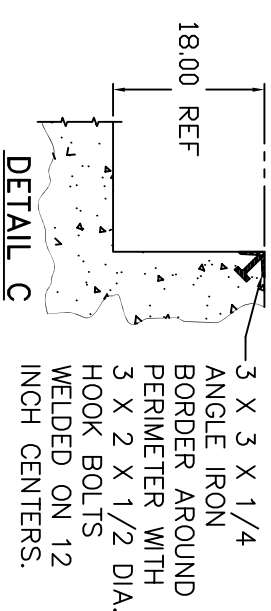 18.00 REF
3 X 3 X 1/4
ANGLE IRON
BORDER AROUND
PERIMETER WITH
3 X 2 X 1/2 DIA.
HOOK BOLTS
WELDED ON 12
INCH CENTERS.
DETAIL C